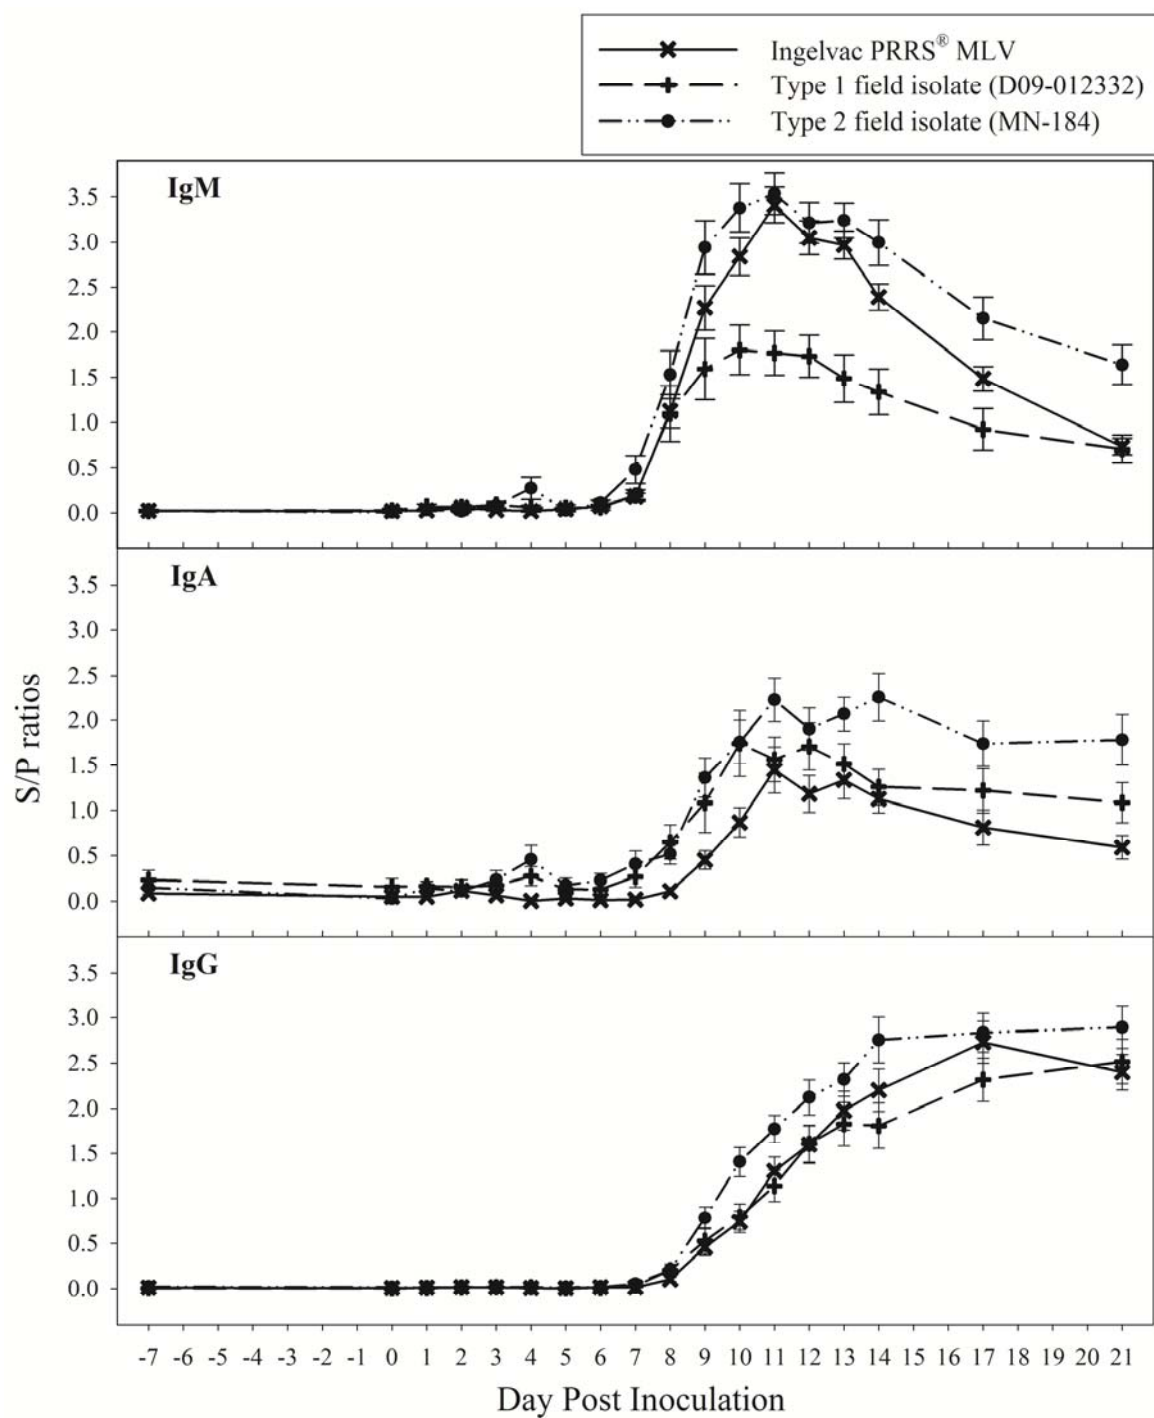 Ingelvac PRRS® MLV
Type 1 field isolate (D09-012332)
Type 2 field isolate (MN-184)
IgM
3.5
3.0
2.5
2.0
1.5
1.0
0.5
0.0
IgA
3.5
3.0
2.5
2.0
1.5
1.0
0.5
0.0
S/P ratios
IgG
3.5
3.0
2.5
2.0
1.5
1.0
0.5
0.0
-7 -6 -5 -4 -3 -2 -1 0 1 2 3 4 5 6 7 8 9 10 11 12 13 14 15 16 17 18 19 20 21
Day Post Inoculation